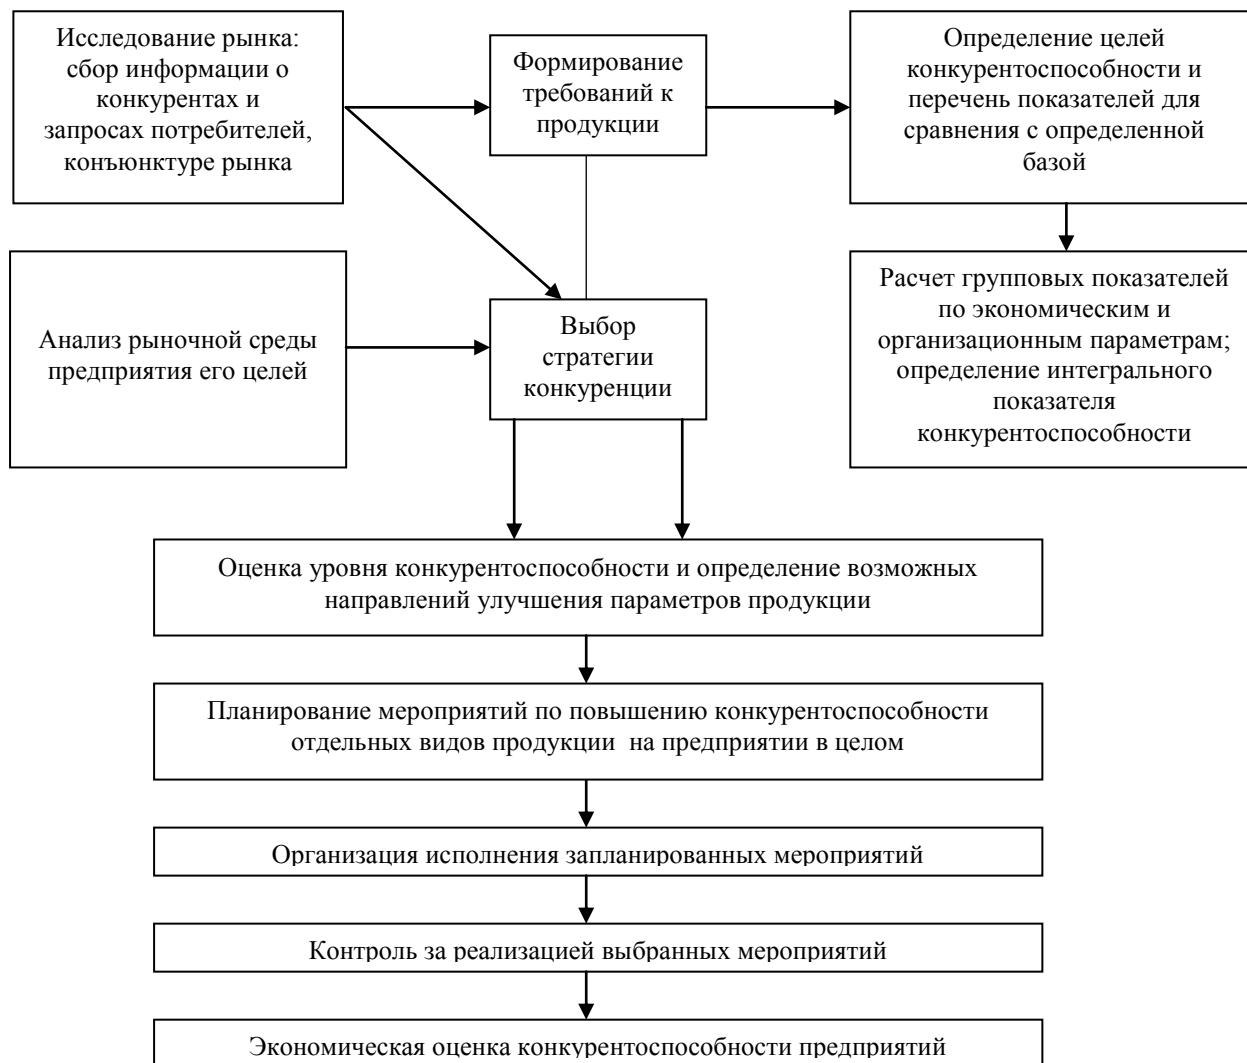 Исследование рынка:
сбор информации о
конкурентах и
запросах потребителей,
конъюнктуре рынка
Формирование
требований к
продукции
Определение целей
конкурентоспособности и
перечень показателей для
сравнения с определенной
базой
Анализ рыночной среды
предприятия его целей
Выбор
стратегии
конкуренции
Расчет групповых показателей
по экономическим и
организационным параметрам;
определение интегрального
показателя
конкурентоспособности
Оценка уровня конкурентоспособности и определение возможных
направлений улучшения параметров продукции
Планирование мероприятий по повышению конкурентоспособности
отдельных видов продукции  на предприятии в целом
Организация исполнения запланированных мероприятий
Контроль за реализацией выбранных мероприятий
Экономическая оценка конкурентоспособности предприятий